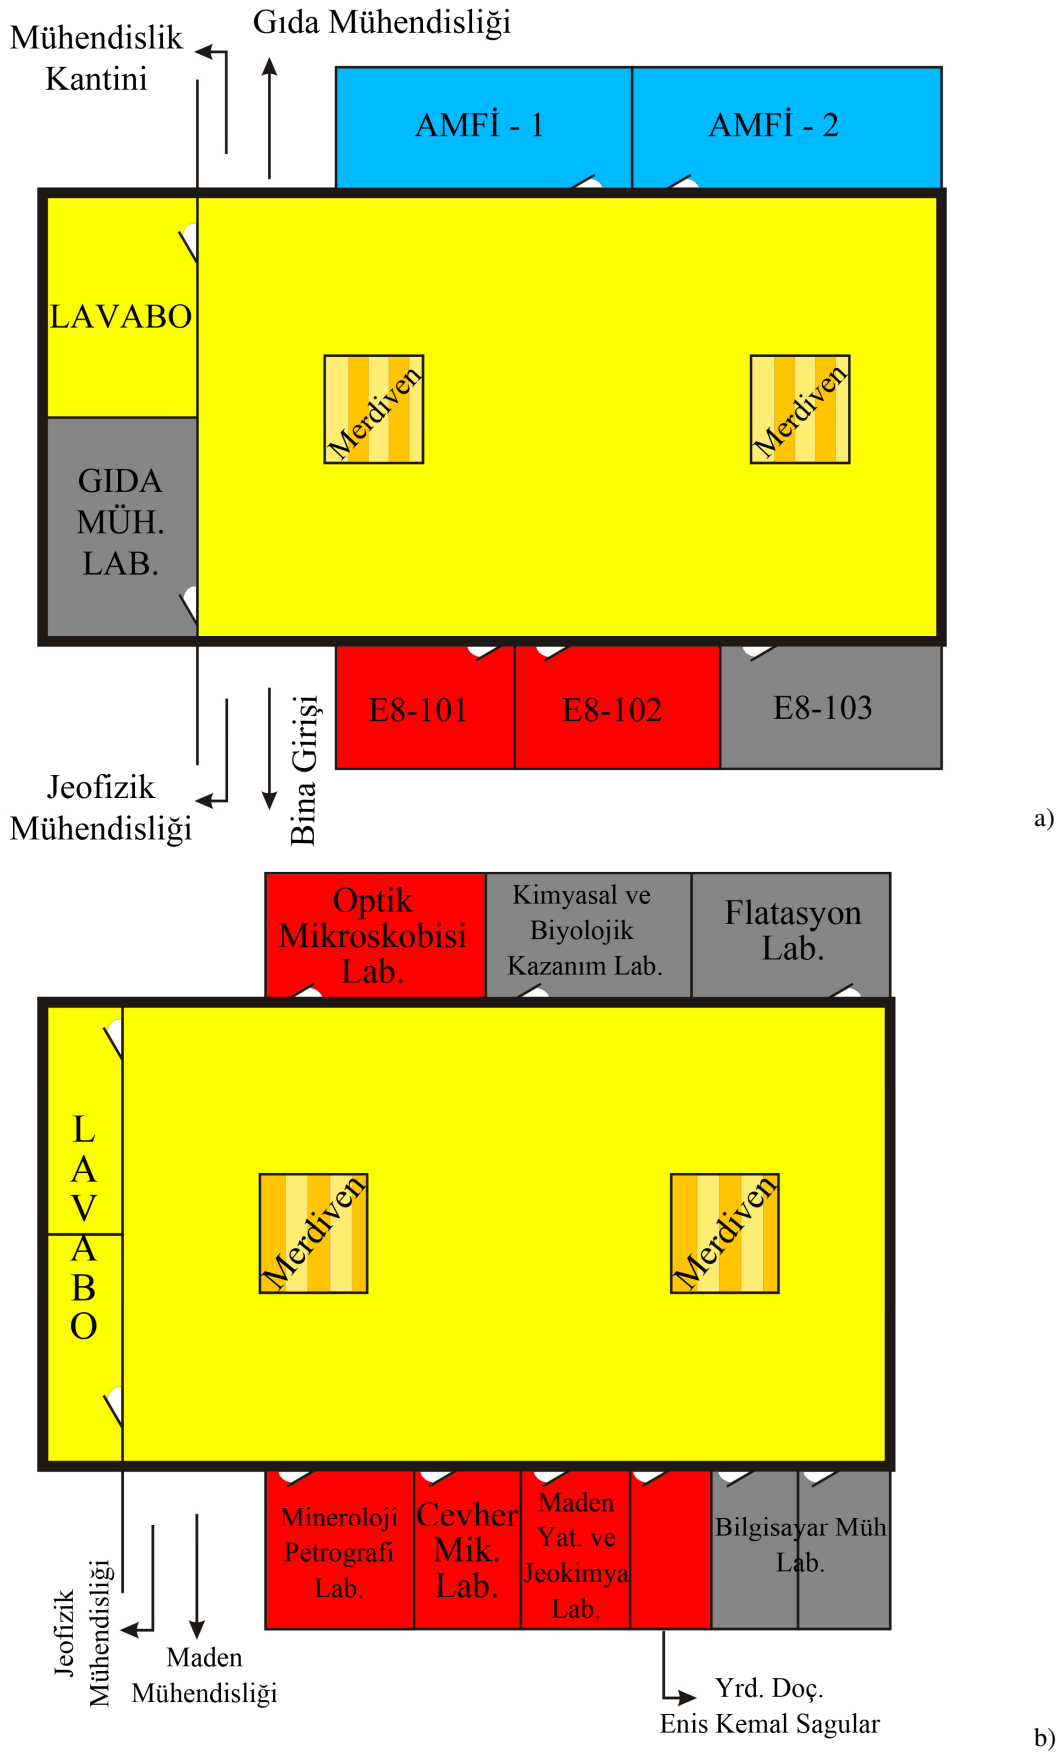 Mühendislik
Kantini
Gıda Mühendisliği
AMFİ - 1
AMFİ - 2
LAVABO
Merdiven
Merdiven
GIDA
MÜH.
LAB.
E8-101
E8-102
E8-103
Jeofizik
Mühendisliği
Bina Girişi
a)
Optik
Mikroskobisi
Lab.
Kimyasal ve
Biyolojik
Kazanım Lab.
Flatasyon
Lab.
L
A
V
A
B
O
Merdiven
Merdiven
Mineroloji
Petrografi
Lab.
Cevher
Mik.
Lab.
Maden
Yat. ve
Jeokimya
Lab.
Bilgisayar Müh
Lab.
Jeofizik
Mühendisliği
Maden
Mühendisliği
Yrd. Doç.
Enis Kemal Sagular
b)